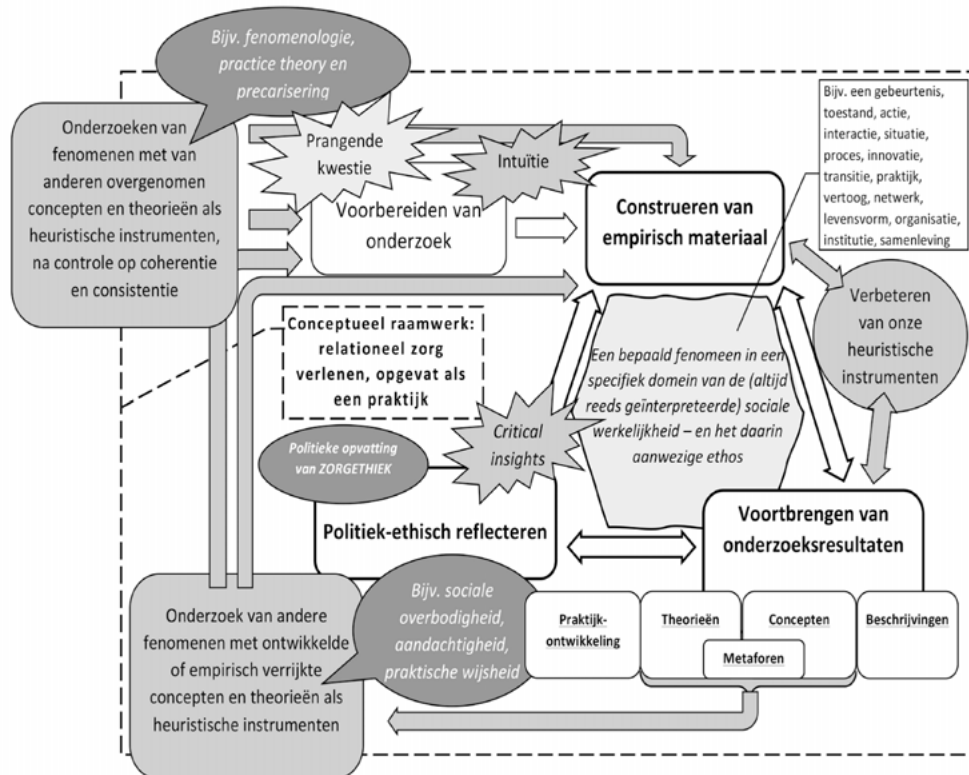 Bijv. fenomenologie,
practice theory en
precarisering
Onderzoeken van
fenomenen met van
anderen overgenomen
concepten en theorieën als
heuristische instrumenten,
na controle op coherentie
en consistentie
Prangende
kwestie
Intuïtie
Voorbereiden van
onderzoek
Construeren van
empirisch materiaal
Bijv. een gebeurtenis,
toestand, actie,
interactie, situatie,
proces, innovatie,
transitie, praktijk,
vertoog, netwerk,
levensvorm, organisatie,
institutie, samenleving
Verbeteren
van onze
heuristische
instrumenten
Conceptueel raamwerk:
relationeel zorg
verlenen, opgevat als
een praktijk
Een bepaald fenomeen in een
specifiek domein van de (altijd
reeds geïnterpreteerde) sociale
werkelijkheid – en het daarin
aanwezige ethos
Critical
insights
Politieke opvatting
van ZORGETHIEK
Politiek-ethisch reflecteren
Voortbrengen van
onderzoeksresultaten
Praktijk-
ontwikkeling
Theorieën
Concepten
Beschrijvingen
Metaforen
Bijv. sociale
overbodigheid,
aandachtigheid,
praktische wijsheid
Onderzoek van andere
fenomenen met ontwikkelde
of empirisch verrijkte
concepten en theorieën als
heuristische instrumenten